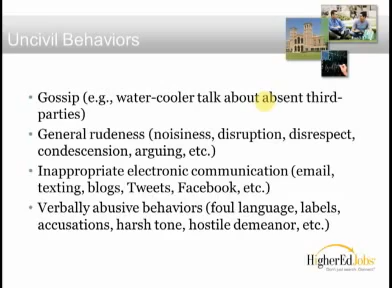 Uncivil Behaviors
• Gossip (e.g., water-cooler talk about absent third-
parties)
• General rudeness (noisiness, disruption, disrespect,
condescension, arguing, etc.)
• Inappropriate electronic communication (email,
texting, blogs, Tweets, Facebook, etc.)
• Verbally abusive behaviors (foul language, labels,
accusations, harsh tone, hostile demeanor, etc.)
HigherEdJobs